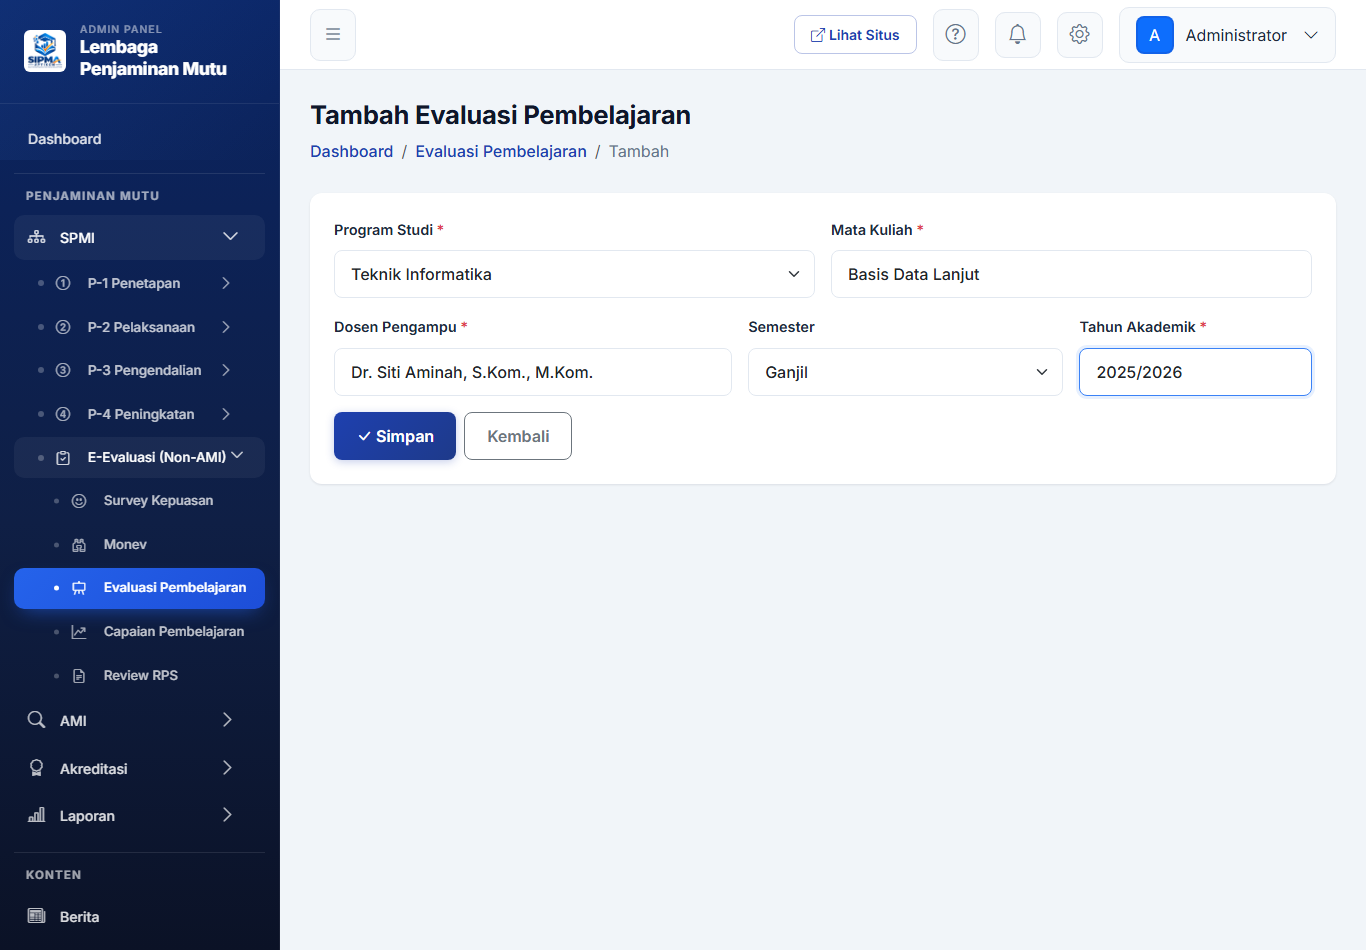 SIPMA
ADMIN PANEL
Lembaga
Penjaminan Mutu
Lihat Situs
A
Administrator
Dashboard
PENJAMINAN MUTU
SPMI
1 P-1 Penetapan
2 P-2 Pelaksanaan
3 P-3 Pengendalian
4 P-4 Peningkatan
E-Evaluasi (Non-AMI)
Survey Kepuasan
Monev
Evaluasi Pembelajaran
Capaian Pembelajaran
Review RPS
AMI
Akreditasi
Laporan
KONTEN
Berita
Tambah Evaluasi Pembelajaran
Dashboard / Evaluasi Pembelajaran / Tambah
Program Studi * Mata Kuliah *
Teknik Informatika Basis Data Lanjut
Dosen Pengampu * Semester Tahun Akademik *
Dr. Siti Aminah, S.Kom., M.Kom. Ganjil 2025/2026
Simpan Kembali